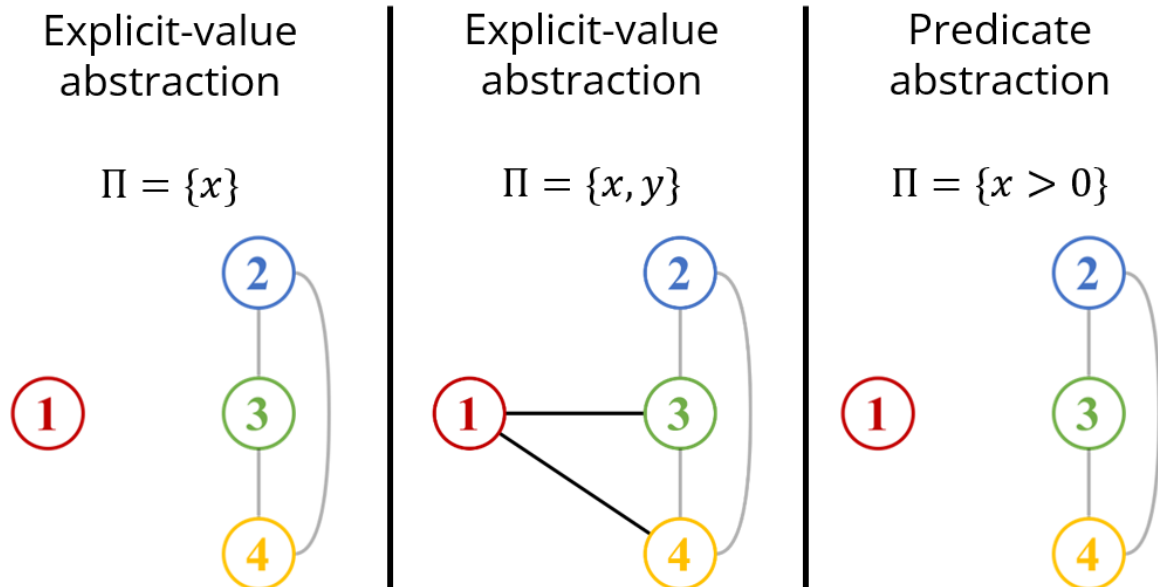 Explicit-value
abstraction
Π = {x}
2
1
3
4
Explicit-value
abstraction
Π = {x, y}
2
1
3
4
Predicate
abstraction
Π = {x > 0}
2
1
3
4